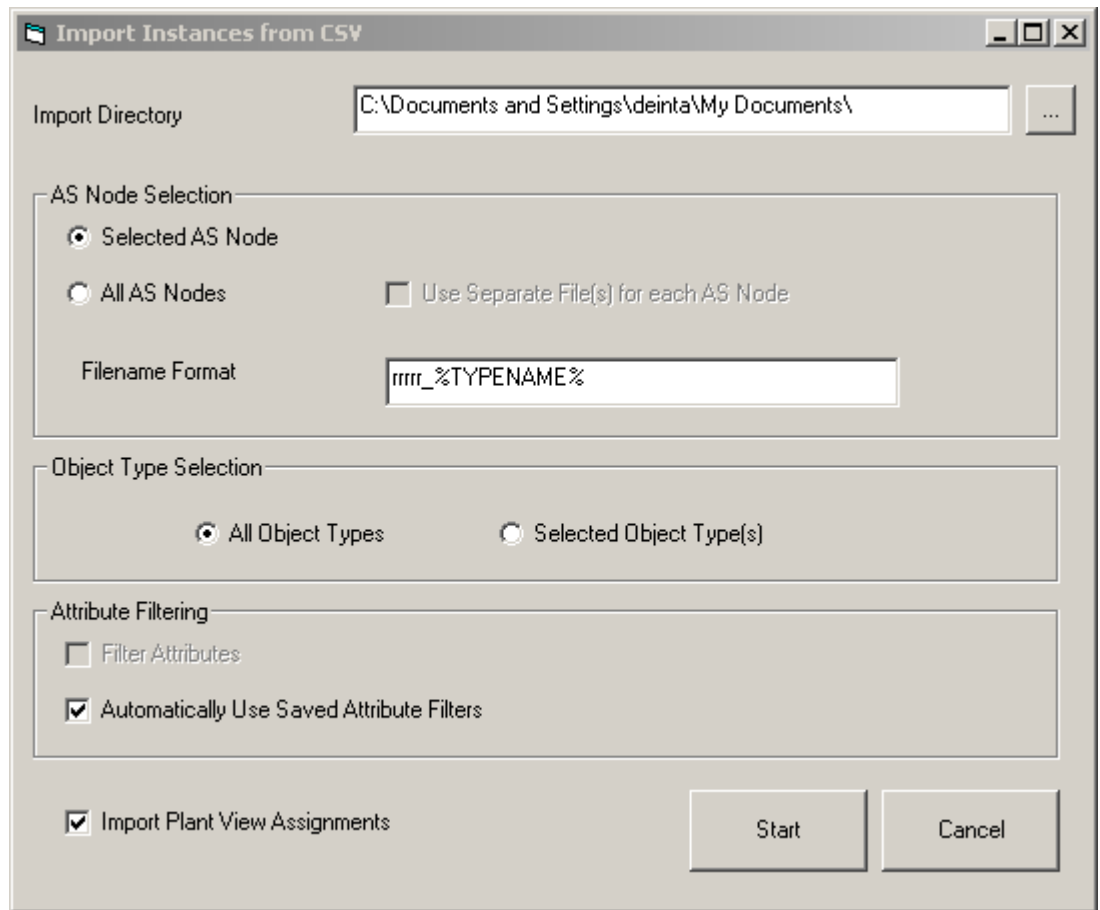 Import Instances from CSV
Import Directory
C:\Documents and Settings\deinta\My Documents\
...
AS Node Selection
Selected AS Node
All AS Nodes
Use Separate File(s) for each AS Node
Filename Format
rrrrr_%TYPENAME%
Object Type Selection
All Object Types
Selected Object Type(s)
Attribute Filtering
Filter Attributes
Automatically Use Saved Attribute Filters
Import Plant View Assignments
Start
Cancel